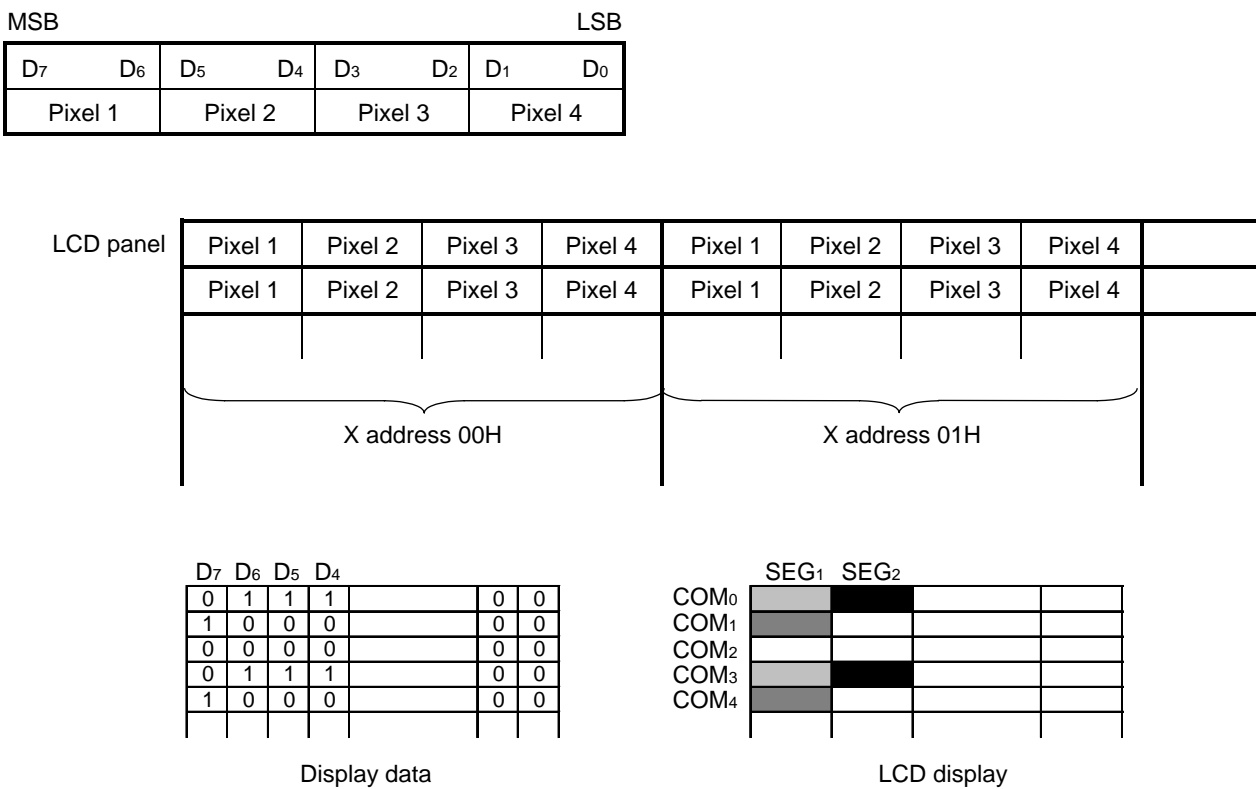 MSB LSB
D7 D6 D5 D4 D3 D2 D1 D0
Pixel 1 Pixel 2 Pixel 3 Pixel 4
LCD panel Pixel 1 Pixel 2 Pixel 3 Pixel 4 Pixel 1 Pixel 2 Pixel 3 Pixel 4
Pixel 1 Pixel 2 Pixel 3 Pixel 4 Pixel 1 Pixel 2 Pixel 3 Pixel 4
X address 00H X address 01H
D7 D6 D5 D4
0 1 1 1 0 0
1 0 0 0 0 0
0 0 0 0 0 0
0 1 1 1 0 0
1 0 0 0 0 0
Display data
SEG1 SEG2
COM0
COM1
COM2
COM3
COM4
LCD display